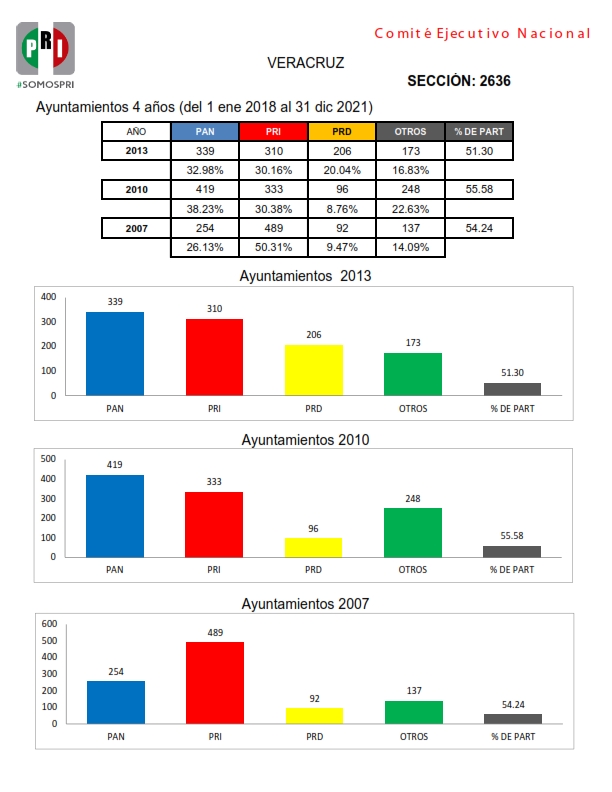 Comité Ejecutivo Nacional
PRI
#SOMOSPRI
VERACRUZ
SECCIÓN: 2636
Ayuntamientos 4 años (del 1 ene 2018 al 31 dic 2021)
AÑO PAN PRI PRD OTROS % DE PART
2013 339 310 206 173 51.30
32.98% 30.16% 20.04% 16.83%
2010 419 333 96 248 55.58
38.23% 30.38% 8.76% 22.63%
2007 254 489 92 137 54.24
26.13% 50.31% 9.47% 14.09%
Ayuntamientos 2013
400
300
200
100
0
339
310
206
173
51.30
PAN PRI PRD OTROS % DE PART
Ayuntamientos 2010
500
400
300
200
100
0
419
333
96
248
55.58
PAN PRI PRD OTROS % DE PART
Ayuntamientos 2007
600
500
400
300
200
100
0
254
489
92
137
54.24
PAN PRI PRD OTROS % DE PART